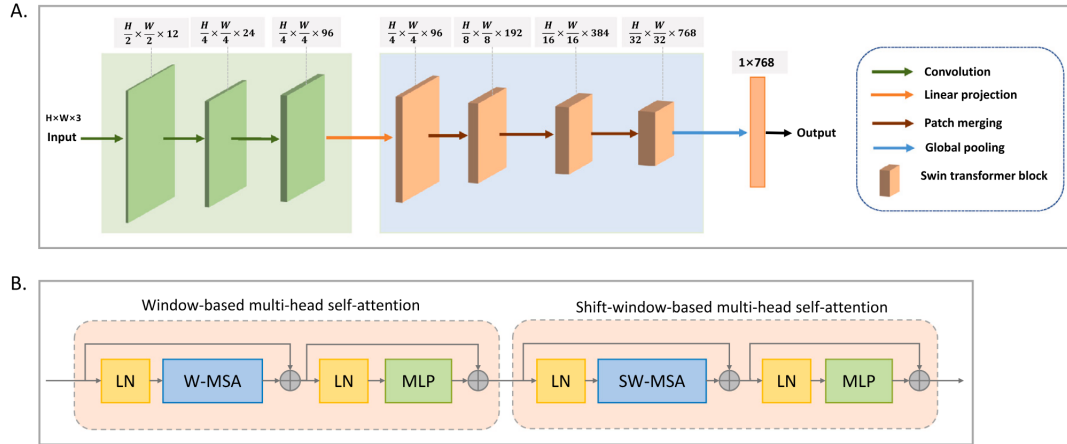 A.
H/2 × W/2 × 12
H/4 × W/4 × 24
H/4 × W/4 × 96
H/4 × W/4 × 96
H/8 × W/8 × 192
H/16 × W/16 × 384
H/32 × W/32 × 768
1×768
H×W×3
Input
Output
Convolution
Linear projection
Patch merging
Global pooling
Swin transformer block
B.
Window-based multi-head self-attention
Shift-window-based multi-head self-attention
LN
W-MSA
LN
MLP
LN
SW-MSA
LN
MLP